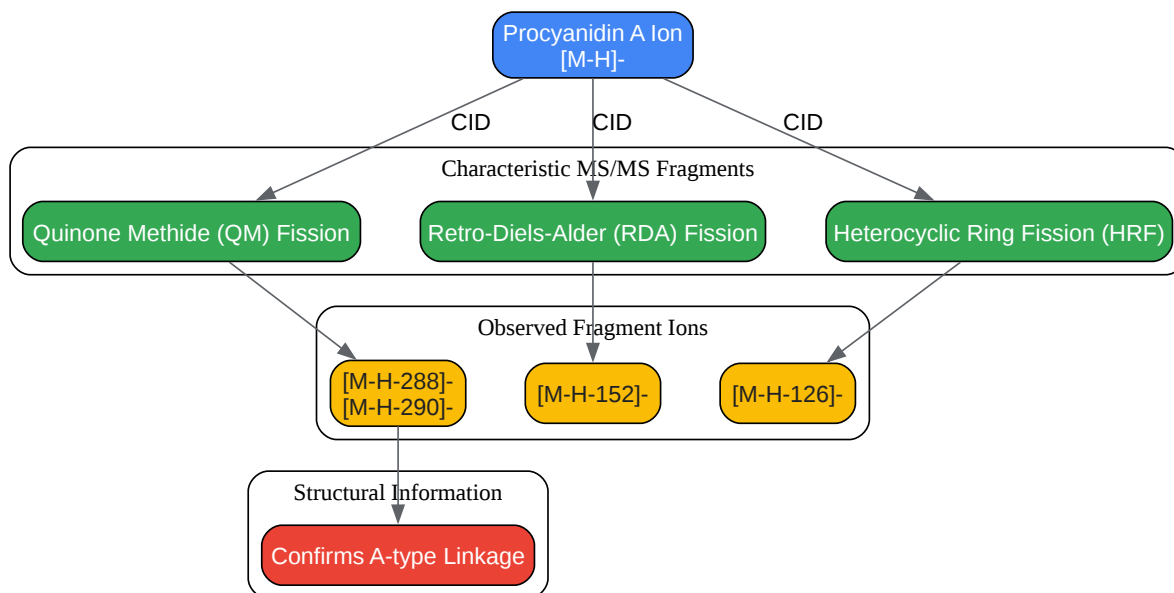 Procyanidin A Ion
[M-H]-
CID
CID
CID
Characteristic MS/MS Fragments
Quinone Methide (QM) Fission
Retro-Diels-Alder (RDA) Fission
Heterocyclic Ring Fission (HRF)
Observed Fragment Ions
[M-H-288]-
[M-H-290]-
[M-H-152]-
[M-H-126]-
Structural Information
Confirms A-type Linkage